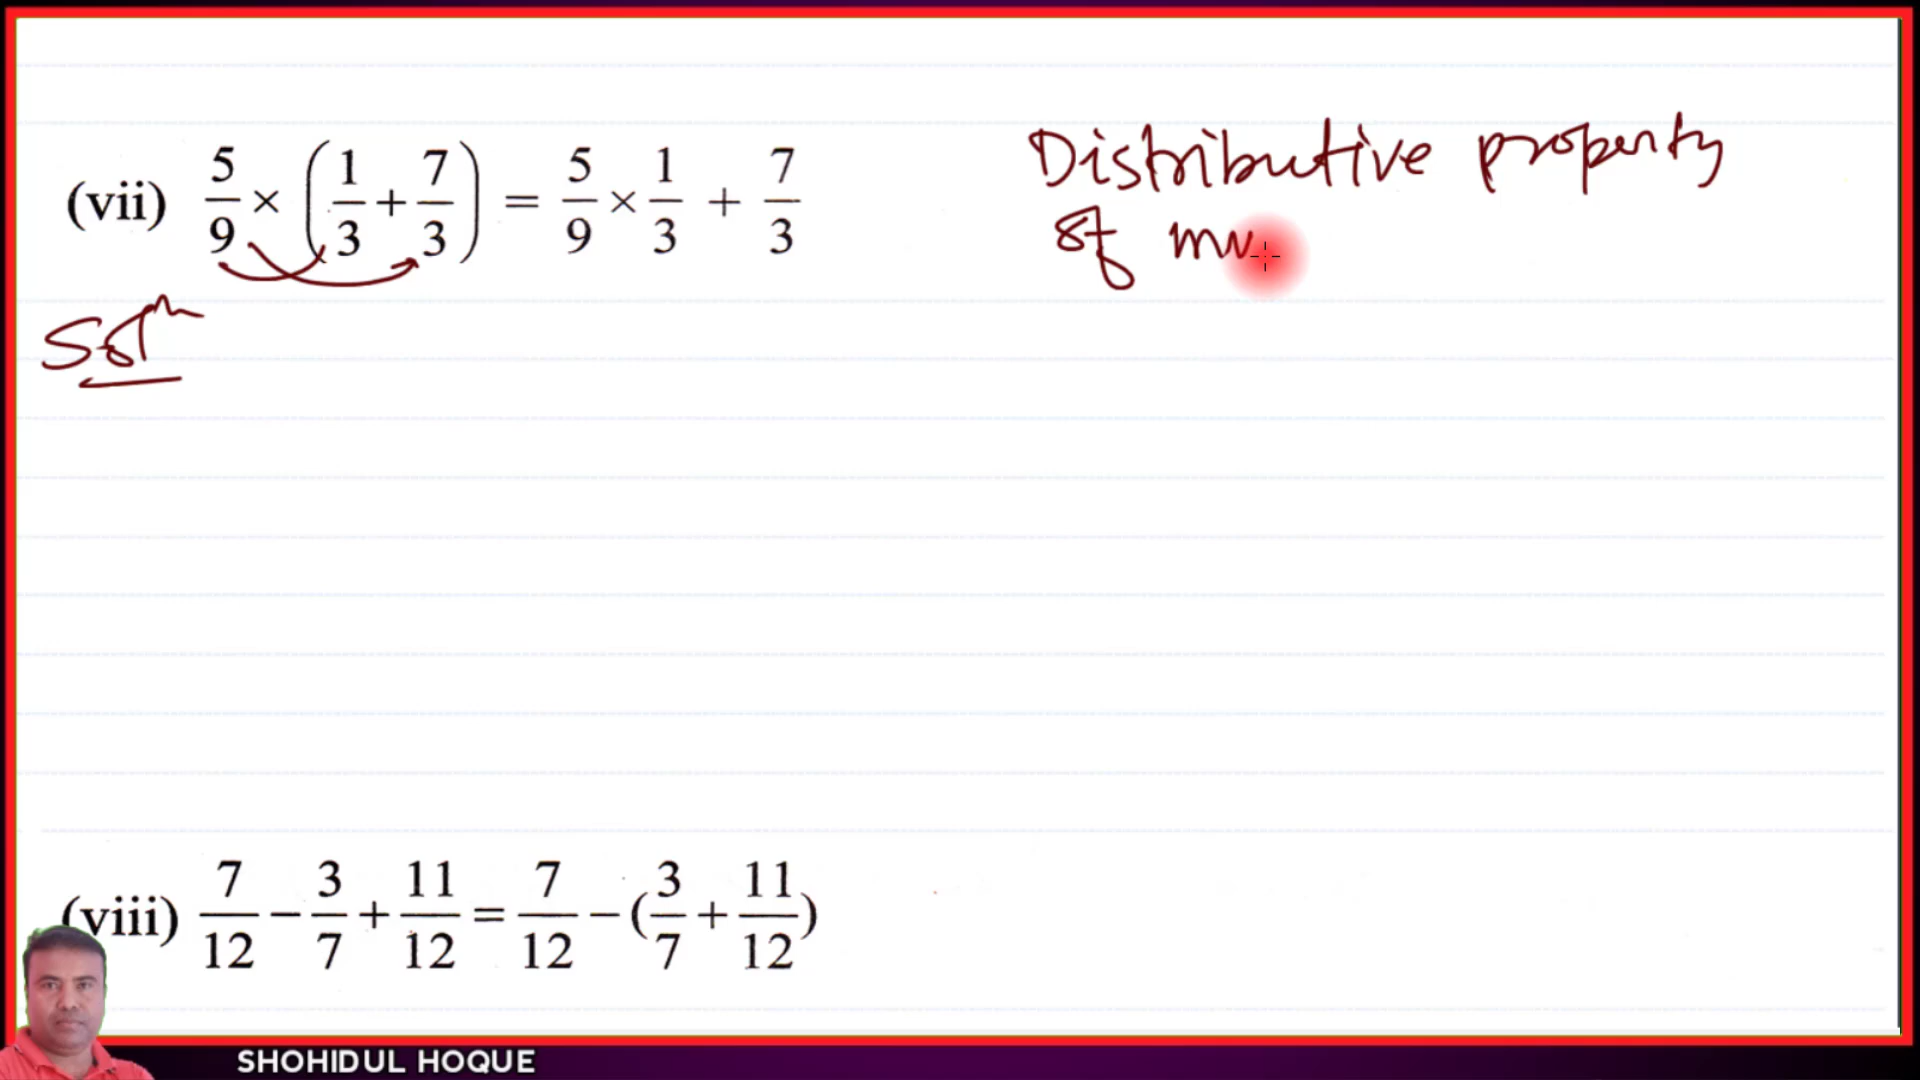 (vii) 5/9 × (1/3 + 7/3) = 5/9 × 1/3 + 7/3
Distributive property
of mu
Solⁿ
(viii) 7/12 − 3/7 + 11/12 = 7/12 − (3/7 + 11/12)
SHOHIDUL HOQUE